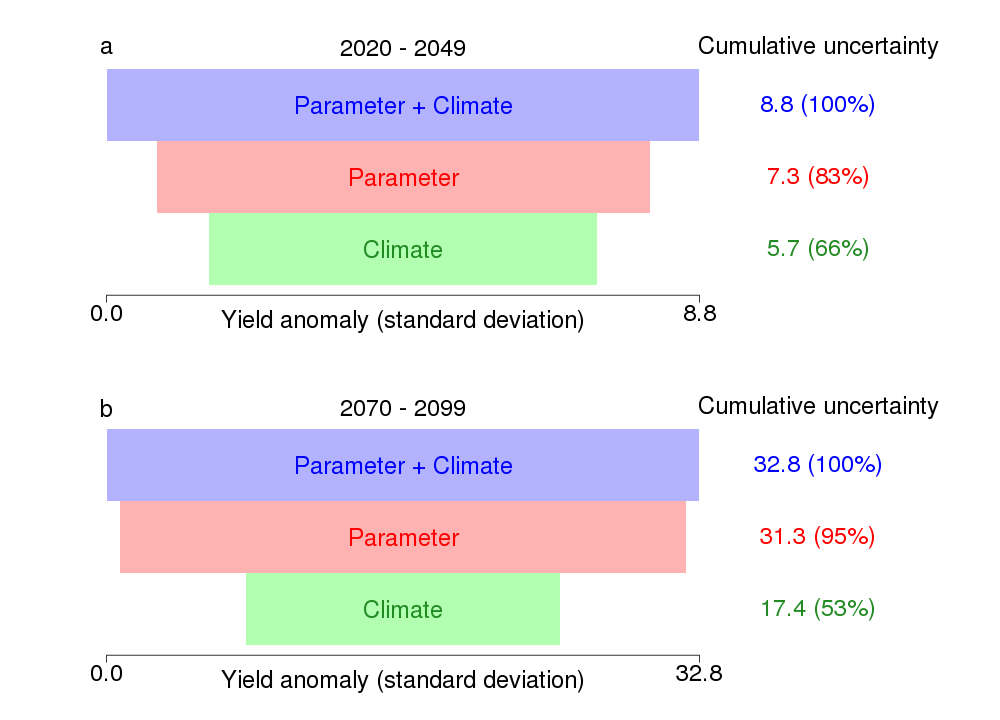 a
2020 - 2049
Cumulative uncertainty
Parameter + Climate
8.8 (100%)
Parameter
7.3 (83%)
Climate
5.7 (66%)
0.0
8.8
Yield anomaly (standard deviation)
b
2070 - 2099
Cumulative uncertainty
Parameter + Climate
32.8 (100%)
Parameter
31.3 (95%)
Climate
17.4 (53%)
0.0
32.8
Yield anomaly (standard deviation)